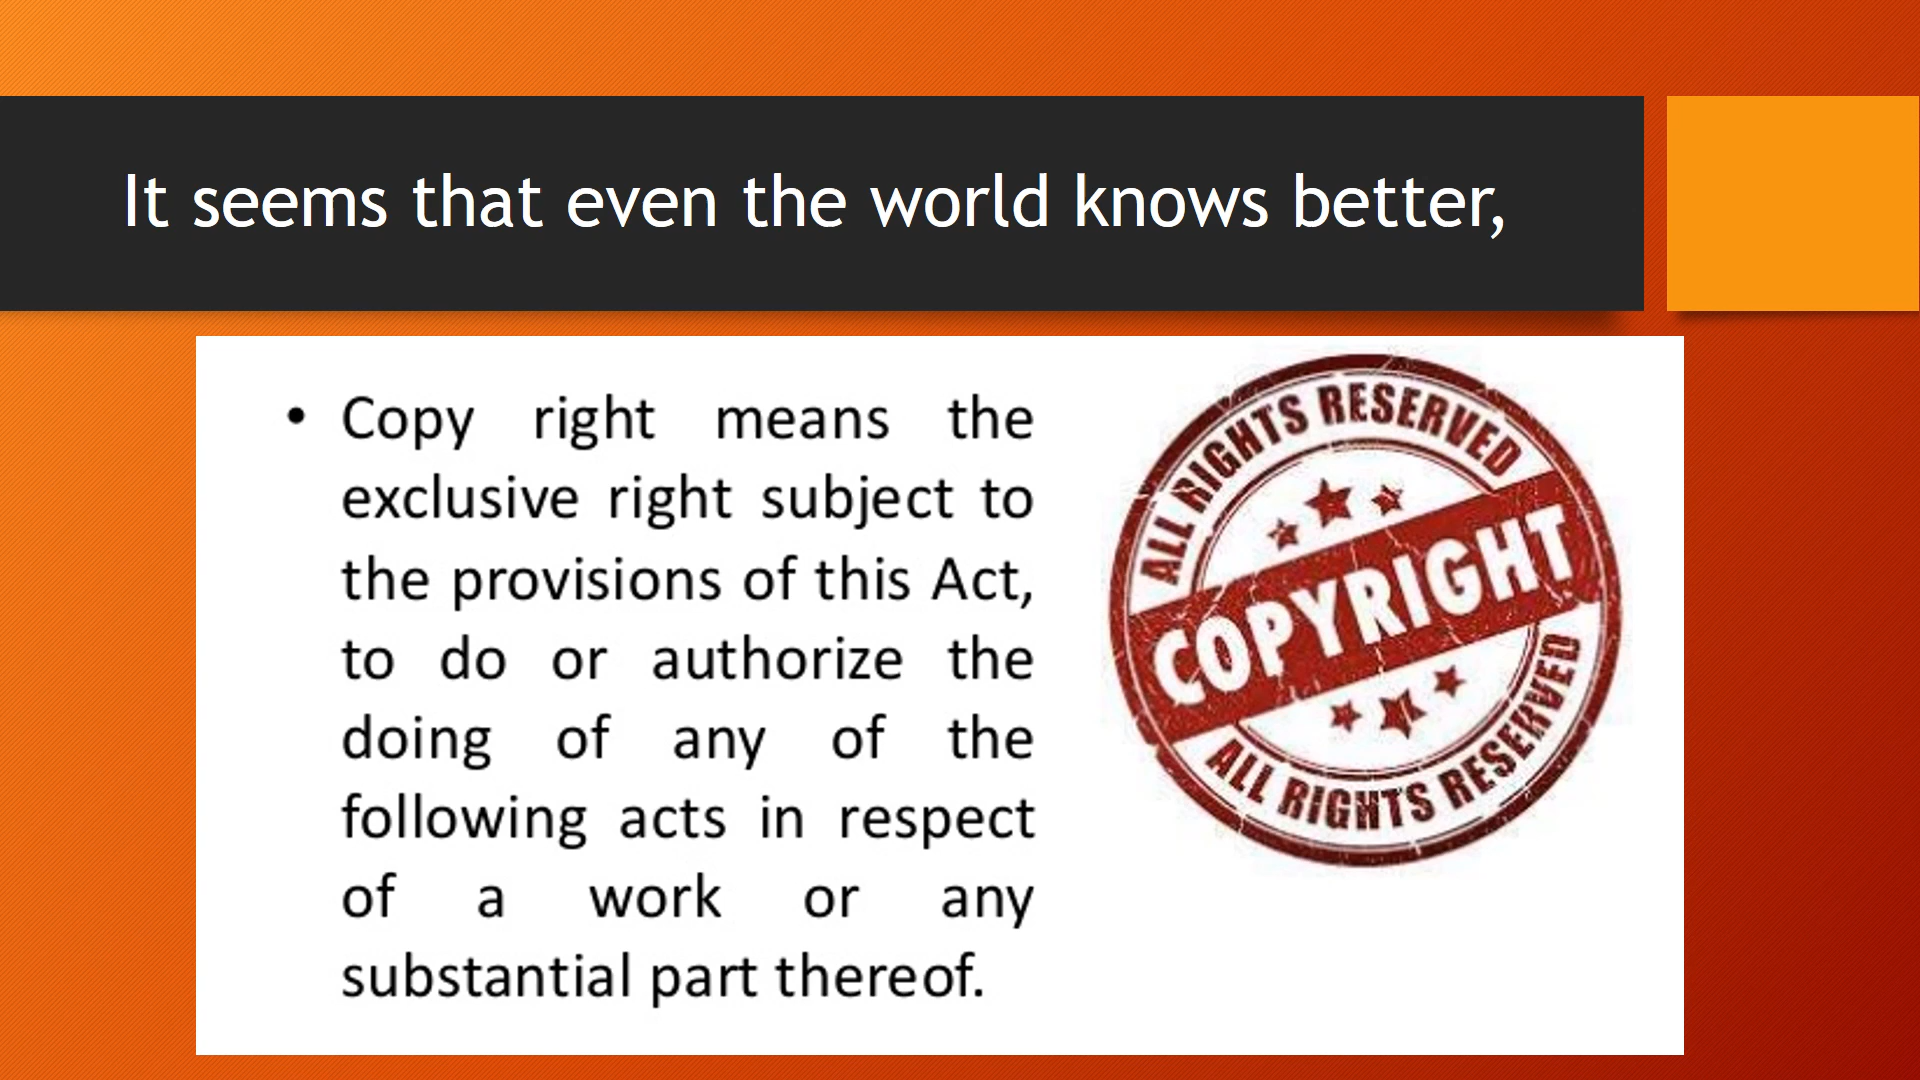 It seems that even the world knows better,
• Copy right means the
exclusive right subject to
the provisions of this Act,
to do or authorize the
doing of any of the
following acts in respect
of a work or any
substantial part thereof.
ALL RIGHTS RESERVED
COPYRIGHT
ALL RIGHTS RESERVED